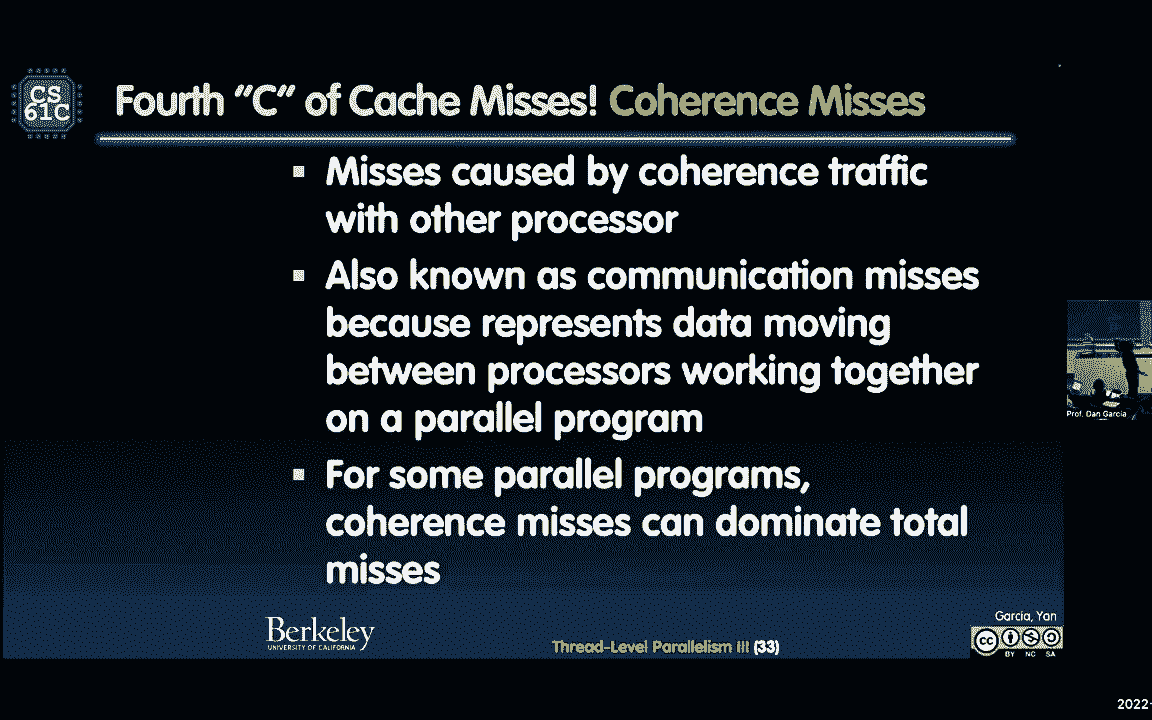 CS
61C
Fourth "C" of Cache Misses! Coherence Misses
▪ Misses caused by coherence traffic
with other processor
▪ Also known as communication misses
because represents data moving
between processors working together
on a parallel program
▪ For some parallel programs,
coherence misses can dominate total
misses
Prof. Dan Garcia
Berkeley
UNIVERSITY OF CALIFORNIA
Thread-Level Parallelism III (33)
Garcia, Yan
cc
BY NC SA
2022-